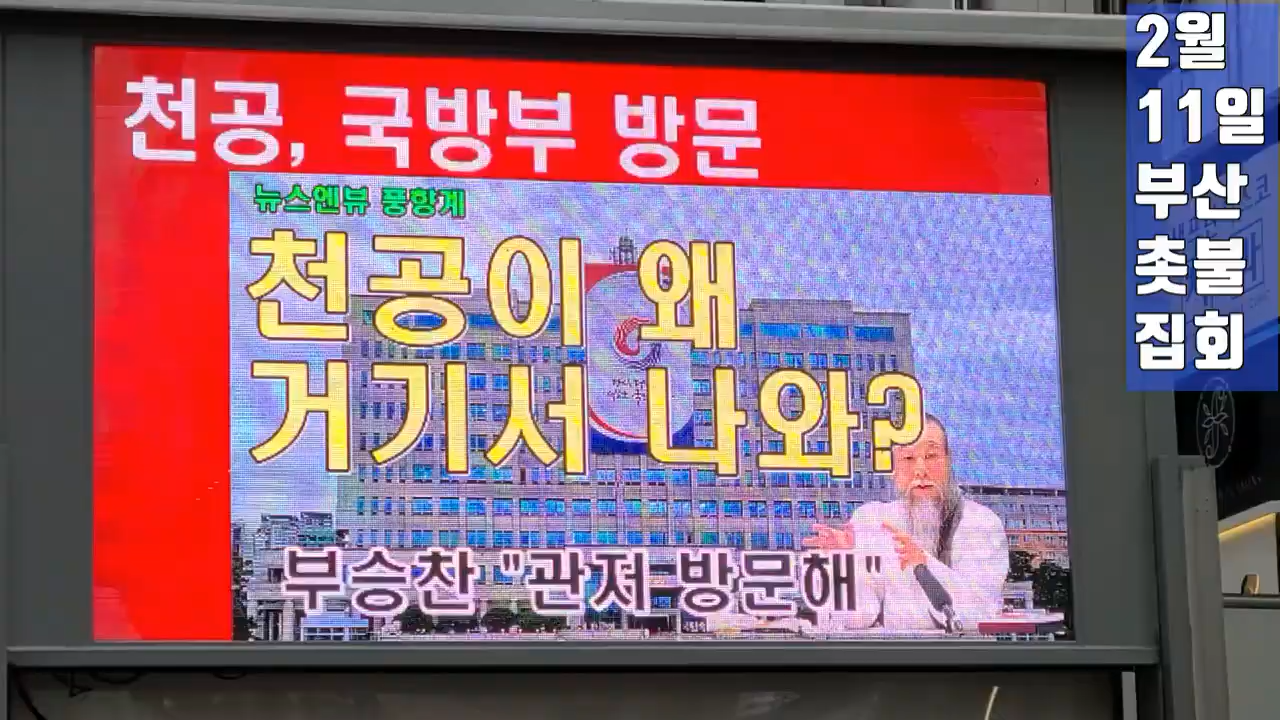 천공, 국방부 방문
뉴스엔뷰 풍향계
천공이 왜
거기서 나와?
부승찬 "관저 방문해"
2월
11일
부산
촛불
집회